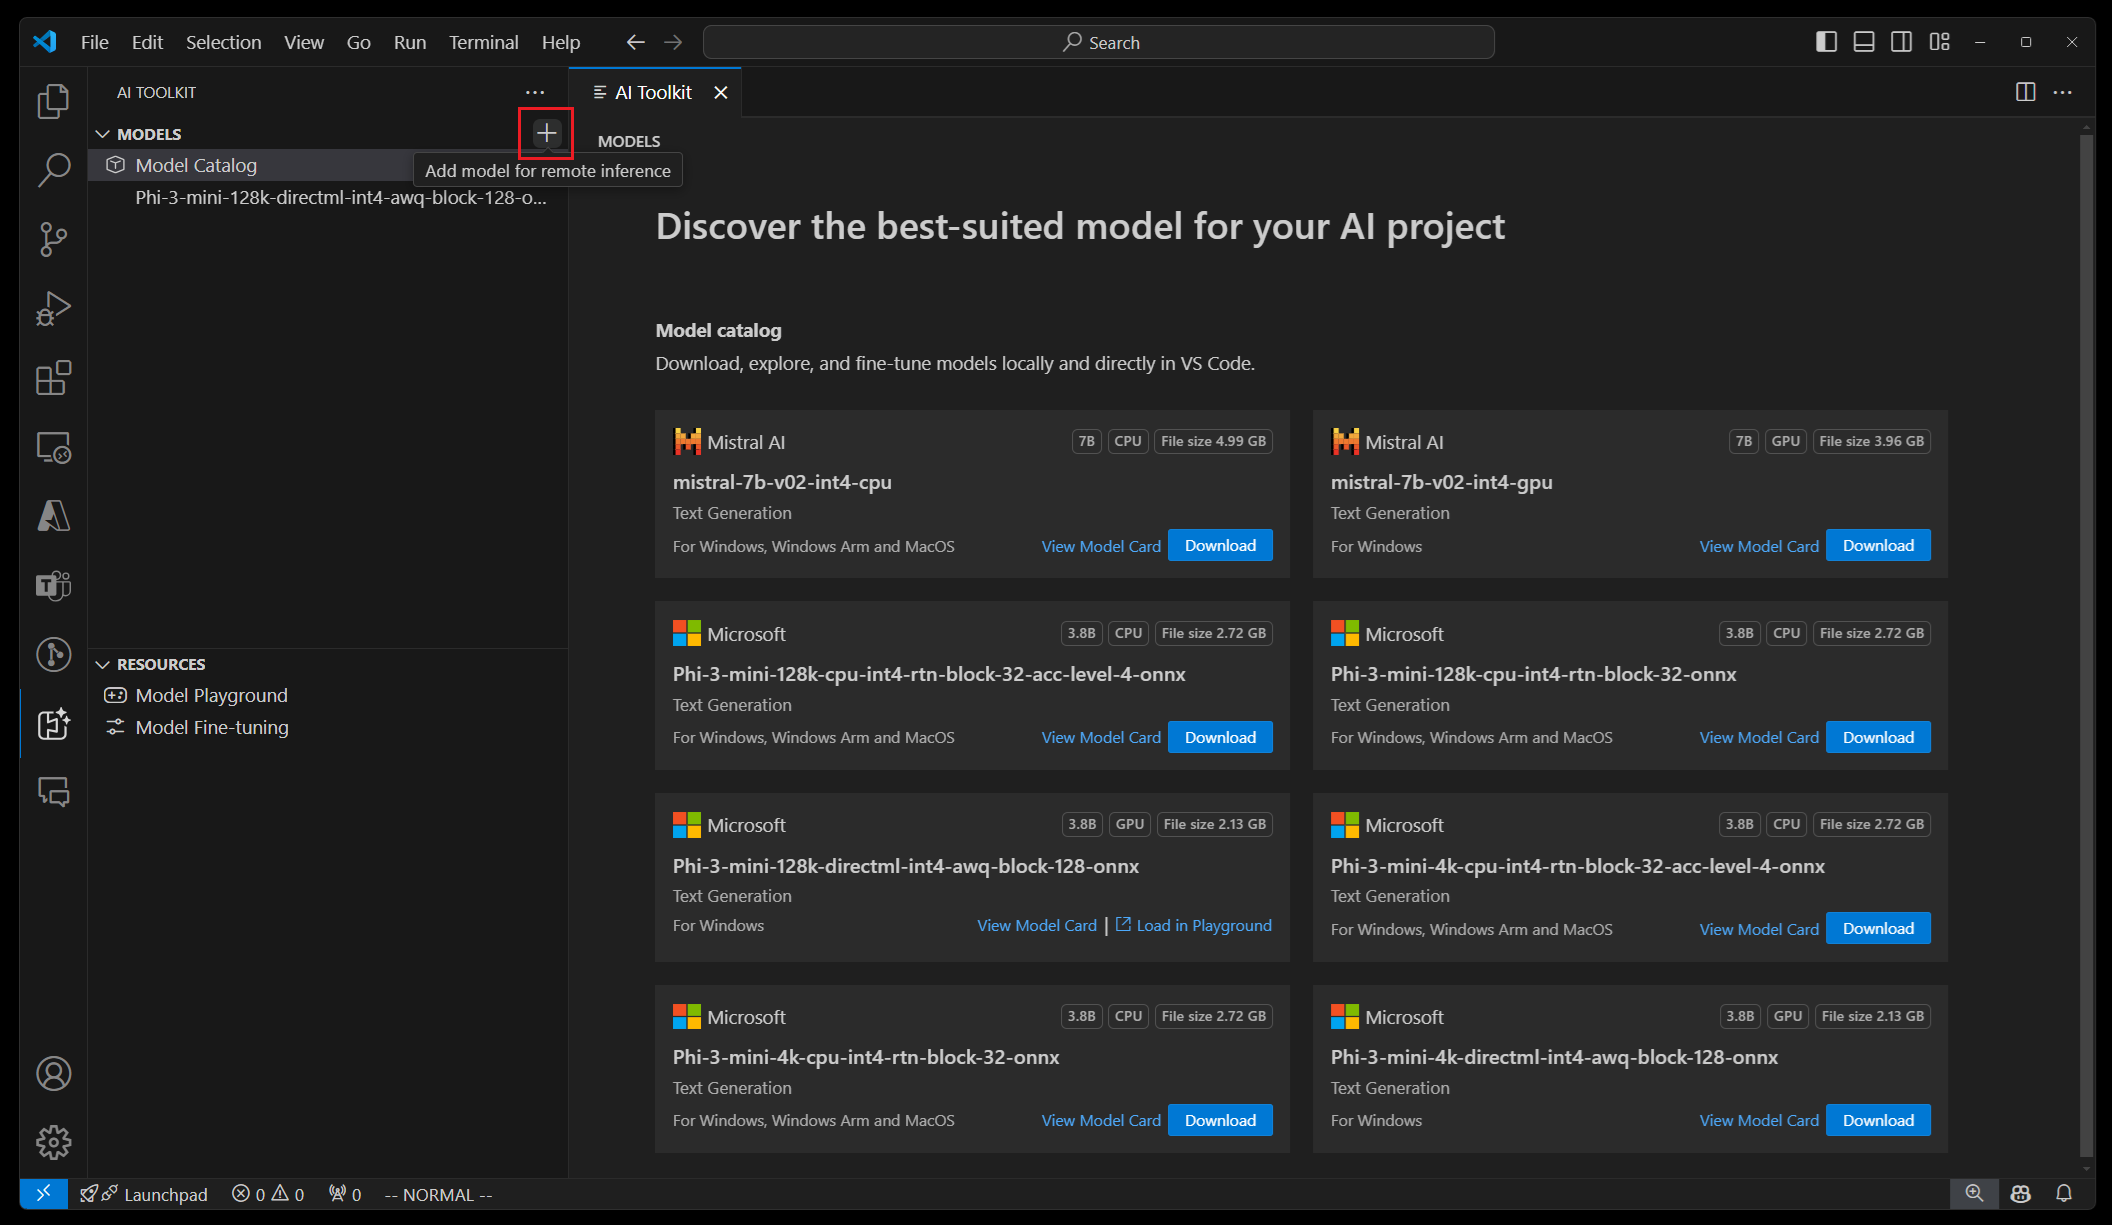 File Edit Selection View Go Run Terminal Help
Search
AI TOOLKIT
MODELS
Model Catalog
Add model for remote inference
Phi-3-mini-128k-directml-int4-awq-block-128-o...
RESOURCES
Model Playground
Model Fine-tuning
AI Toolkit
MODELS
Discover the best-suited model for your AI project
Model catalog
Download, explore, and fine-tune models locally and directly in VS Code.
Mistral AI 7B CPU File size 4.99 GB
mistral-7b-v02-int4-cpu
Text Generation
For Windows, Windows Arm and MacOS View Model Card Download
Mistral AI 7B GPU File size 3.96 GB
mistral-7b-v02-int4-gpu
Text Generation
For Windows View Model Card Download
Microsoft 3.8B CPU File size 2.72 GB
Phi-3-mini-128k-cpu-int4-rtn-block-32-acc-level-4-onnx
Text Generation
For Windows, Windows Arm and MacOS View Model Card Download
Microsoft 3.8B CPU File size 2.72 GB
Phi-3-mini-128k-cpu-int4-rtn-block-32-onnx
Text Generation
For Windows, Windows Arm and MacOS View Model Card Download
Microsoft 3.8B GPU File size 2.13 GB
Phi-3-mini-128k-directml-int4-awq-block-128-onnx
Text Generation
For Windows View Model Card | Load in Playground
Microsoft 3.8B CPU File size 2.72 GB
Phi-3-mini-4k-cpu-int4-rtn-block-32-acc-level-4-onnx
Text Generation
For Windows, Windows Arm and MacOS View Model Card Download
Microsoft 3.8B CPU File size 2.72 GB
Phi-3-mini-4k-cpu-int4-rtn-block-32-onnx
Text Generation
For Windows, Windows Arm and MacOS View Model Card Download
Microsoft 3.8B GPU File size 2.13 GB
Phi-3-mini-4k-directml-int4-awq-block-128-onnx
Text Generation
For Windows View Model Card Download
Launchpad 0 0 0 -- NORMAL --